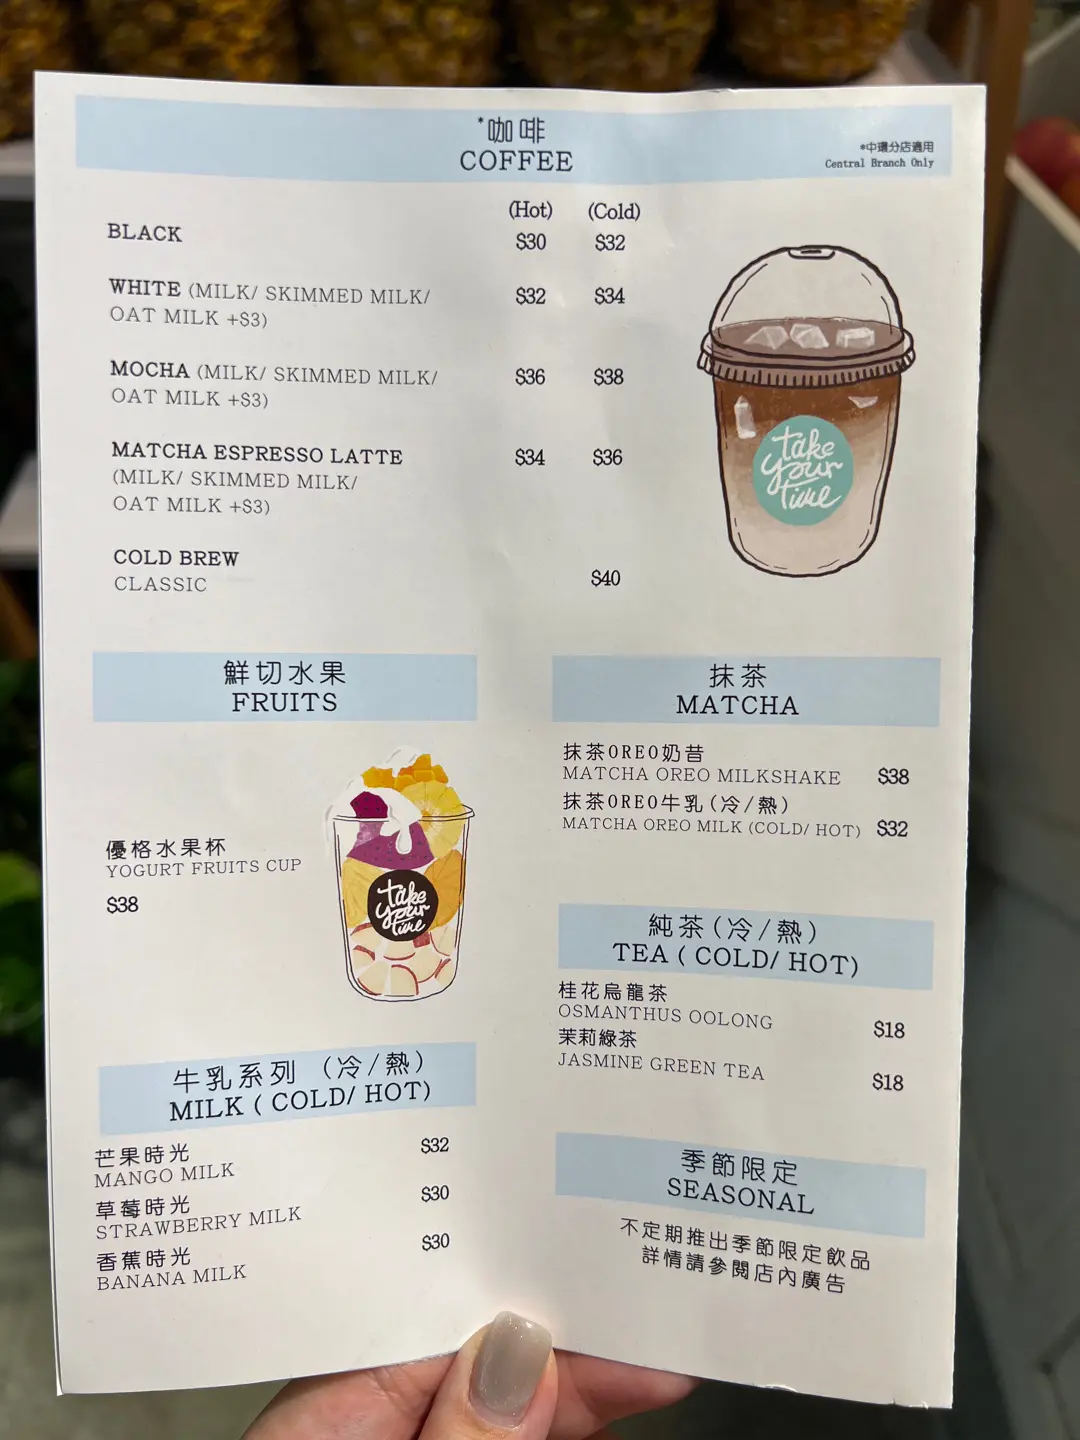 *咖啡
COFFEE
*中環分店適用
Central Branch Only
(Hot) (Cold)
BLACK $30 $32
WHITE (MILK/ SKIMMED MILK/ $32 $34
OAT MILK +$3)
MOCHA (MILK/ SKIMMED MILK/ $36 $38
OAT MILK +$3)
MATCHA ESPRESSO LATTE $34 $36
(MILK/ SKIMMED MILK/
OAT MILK +$3)
COLD BREW
CLASSIC $40
take
your
time
鮮切水果
FRUITS
優格水果杯
YOGURT FRUITS CUP
$38
take
your
time
牛乳系列 (冷/熱)
MILK ( COLD/ HOT)
芒果時光 $32
MANGO MILK
草莓時光 $30
STRAWBERRY MILK
香蕉時光 $30
BANANA MILK
抹茶
MATCHA
抹茶OREO奶昔
MATCHA OREO MILKSHAKE $38
抹茶OREO牛乳(冷/熱)
MATCHA OREO MILK (COLD/ HOT) $32
純茶(冷/熱)
TEA ( COLD/ HOT)
桂花烏龍茶
OSMANTHUS OOLONG $18
茉莉綠茶
JASMINE GREEN TEA $18
季節限定
SEASONAL
不定期推出季節限定飲品
詳情請參閱店內廣告